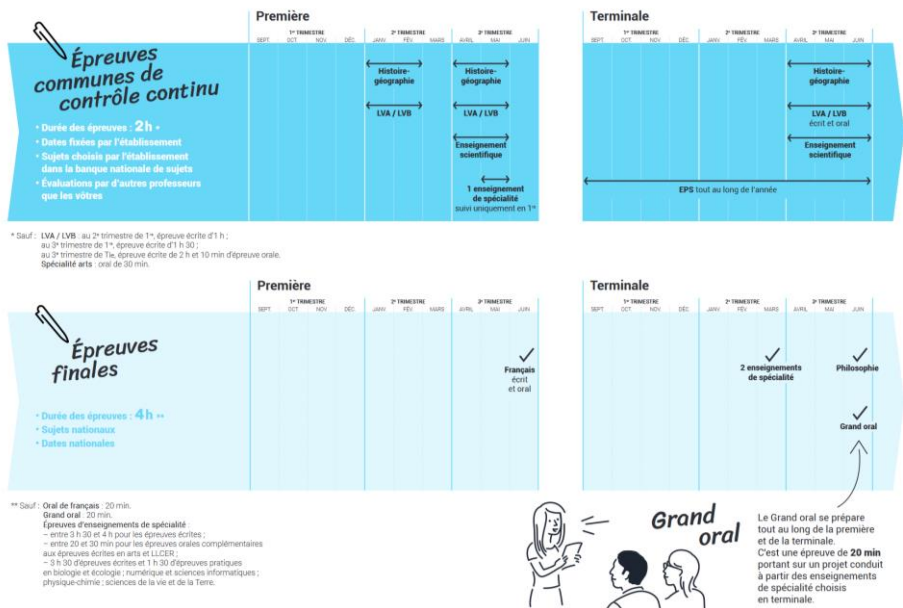 Première
Terminale
1er TRIMESTRE 2e TRIMESTRE 3e TRIMESTRE
SEPT. OCT. NOV. DÉC. JANV. FÉV. MARS AVRIL MAI JUIN
1er TRIMESTRE 2e TRIMESTRE 3e TRIMESTRE
SEPT. OCT. NOV. DÉC. JANV. FÉV. MARS AVRIL MAI JUIN
Épreuves
communes de
contrôle continu
• Durée des épreuves : 2h *
• Dates fixées par l'établissement
• Sujets choisis par l'établissement
dans la banque nationale de sujets
• Évaluations par d'autres professeurs
que les vôtres
Histoire-
géographie
LVA / LVB
Histoire-
géographie
LVA / LVB
Enseignement
scientifique
1 enseignement
de spécialité
suivi uniquement en 1re
Histoire-
géographie
LVA / LVB
écrit et oral
Enseignement
scientifique
EPS tout au long de l'année
* Sauf : LVA / LVB : au 2e trimestre de 1re, épreuve écrite d'1 h ;
au 3e trimestre de 1re, épreuve écrite d'1 h 30 ;
au 3e trimestre de Tle, épreuve écrite de 2 h et 10 min d'épreuve orale.
Spécialité arts : oral de 30 min.
Première
Terminale
1er TRIMESTRE 2e TRIMESTRE 3e TRIMESTRE
SEPT. OCT. NOV. DÉC. JANV. FÉV. MARS AVRIL MAI JUIN
1er TRIMESTRE 2e TRIMESTRE 3e TRIMESTRE
SEPT. OCT. NOV. DÉC. JANV. FÉV. MARS AVRIL MAI JUIN
Épreuves
finales
• Durée des épreuves : 4h **
• Sujets nationaux
• Dates nationales
Français
écrit
et oral
2 enseignements
de spécialité
Philosophie
Grand oral
** Sauf : Oral de français : 20 min.
Grand oral : 20 min.
Épreuves d'enseignements de spécialité :
– entre 3 h 30 et 4 h pour les épreuves écrites ;
– entre 20 et 30 min pour les épreuves orales complémentaires
aux épreuves écrites en arts et LLCER ;
– 3 h 30 d'épreuves écrites et 1 h 30 d'épreuves pratiques
en biologie et écologie ; numérique et sciences informatiques ;
physique-chimie ; sciences de la vie et de la Terre.
Grand
oral
Le Grand oral se prépare
tout au long de la première
et de la terminale.
C'est une épreuve de 20 min
portant sur un projet conduit
à partir des enseignements
de spécialité choisis
en terminale.